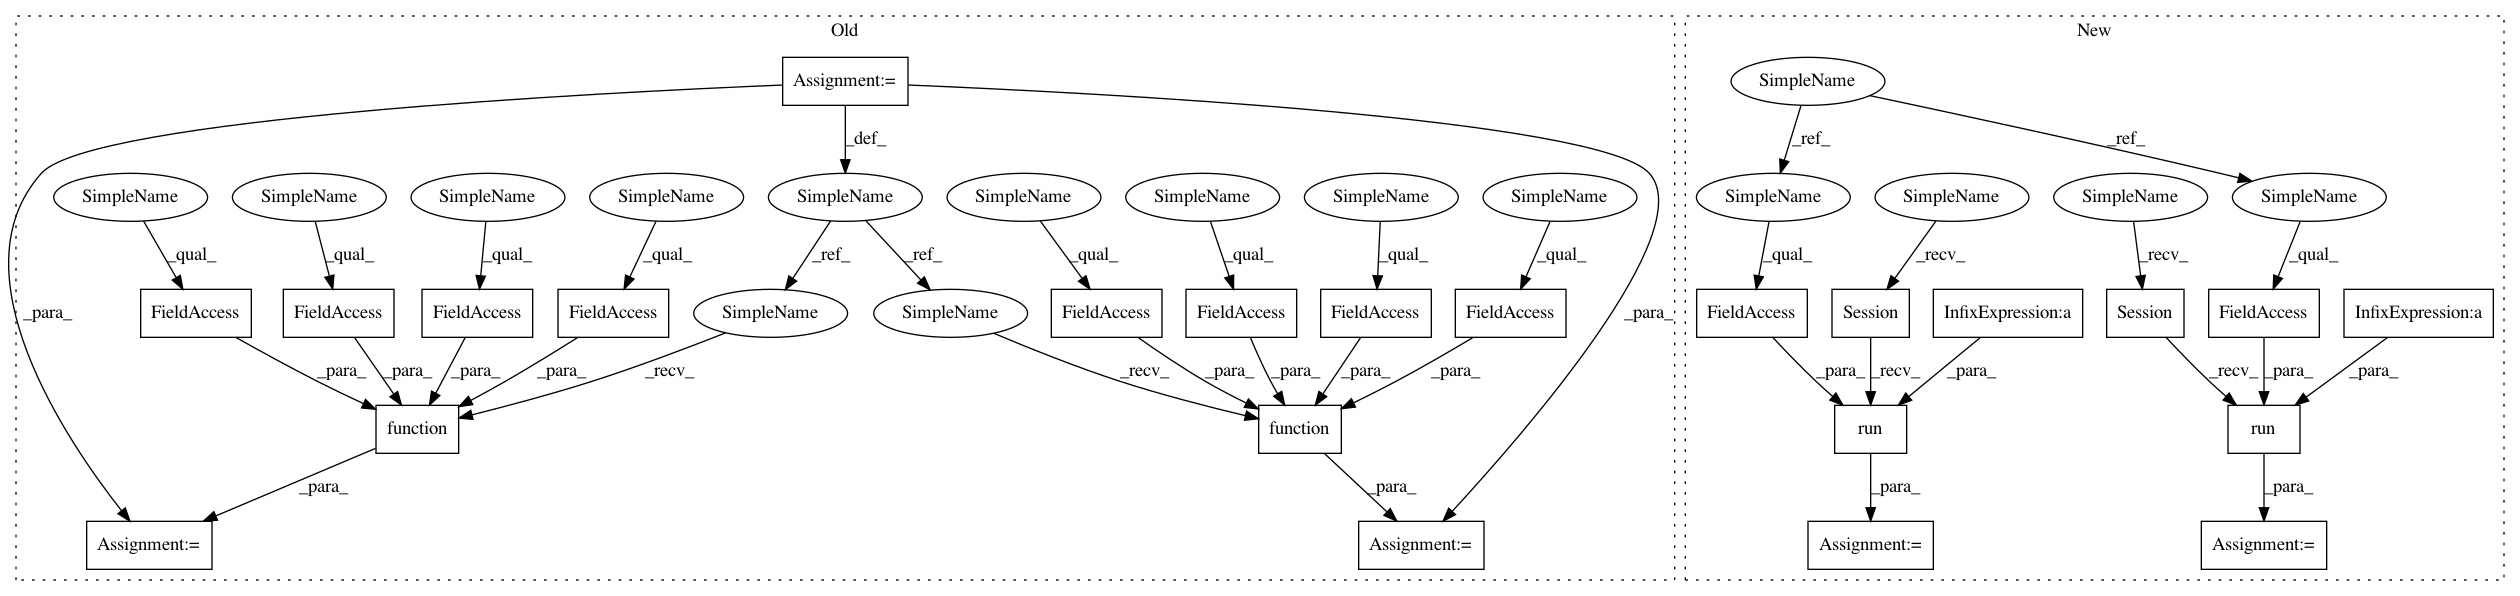 Old
New
Assignment:=
SimpleName
_def_
_ref_
_ref_
SimpleName
SimpleName
SimpleName
SimpleName
SimpleName
SimpleName
SimpleName
SimpleName
SimpleName
SimpleName
SimpleName
SimpleName
SimpleName
_qual_
_qual_
_qual_
_qual_
_ref_
_ref_
_qual_
_qual_
_qual_
_qual_
_qual_
_recv_
_recv_
_qual_
_para_
FieldAccess
FieldAccess
FieldAccess
FieldAccess
SimpleName
SimpleName
FieldAccess
FieldAccess
FieldAccess
FieldAccess
_para_
FieldAccess
Session
InfixExpression:a
Session
FieldAccess
InfixExpression:a
_para_
_para_
_para_
_para_
_recv_
_recv_
_para_
_para_
_para_
_para_
_para_
_recv_
_para_
_recv_
_para_
_para_
function
function
run
run
_para_
_para_
_para_
_para_
Assignment:=
Assignment:=
Assignment:=
Assignment:=